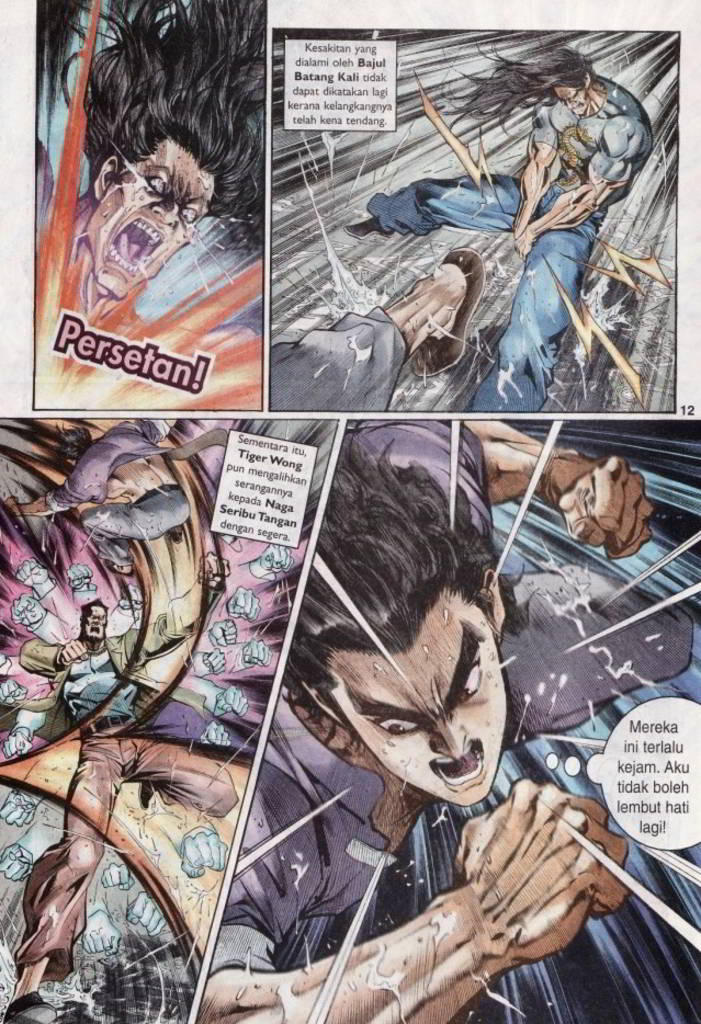 Kesakitan yang
dialami oleh Bajul
Batang Kali tidak
dapat dikatakan lagi
kerana kelangkangnya
telah kena tendang.
Persetan!
12
Sementara itu,
Tiger Wong
pun mengalihkan
serangannya
kepada Naga
Seribu Tangan
dengan segera.
Mereka
ini terlalu
kejam. Aku
tidak boleh
lembut hati
lagi!